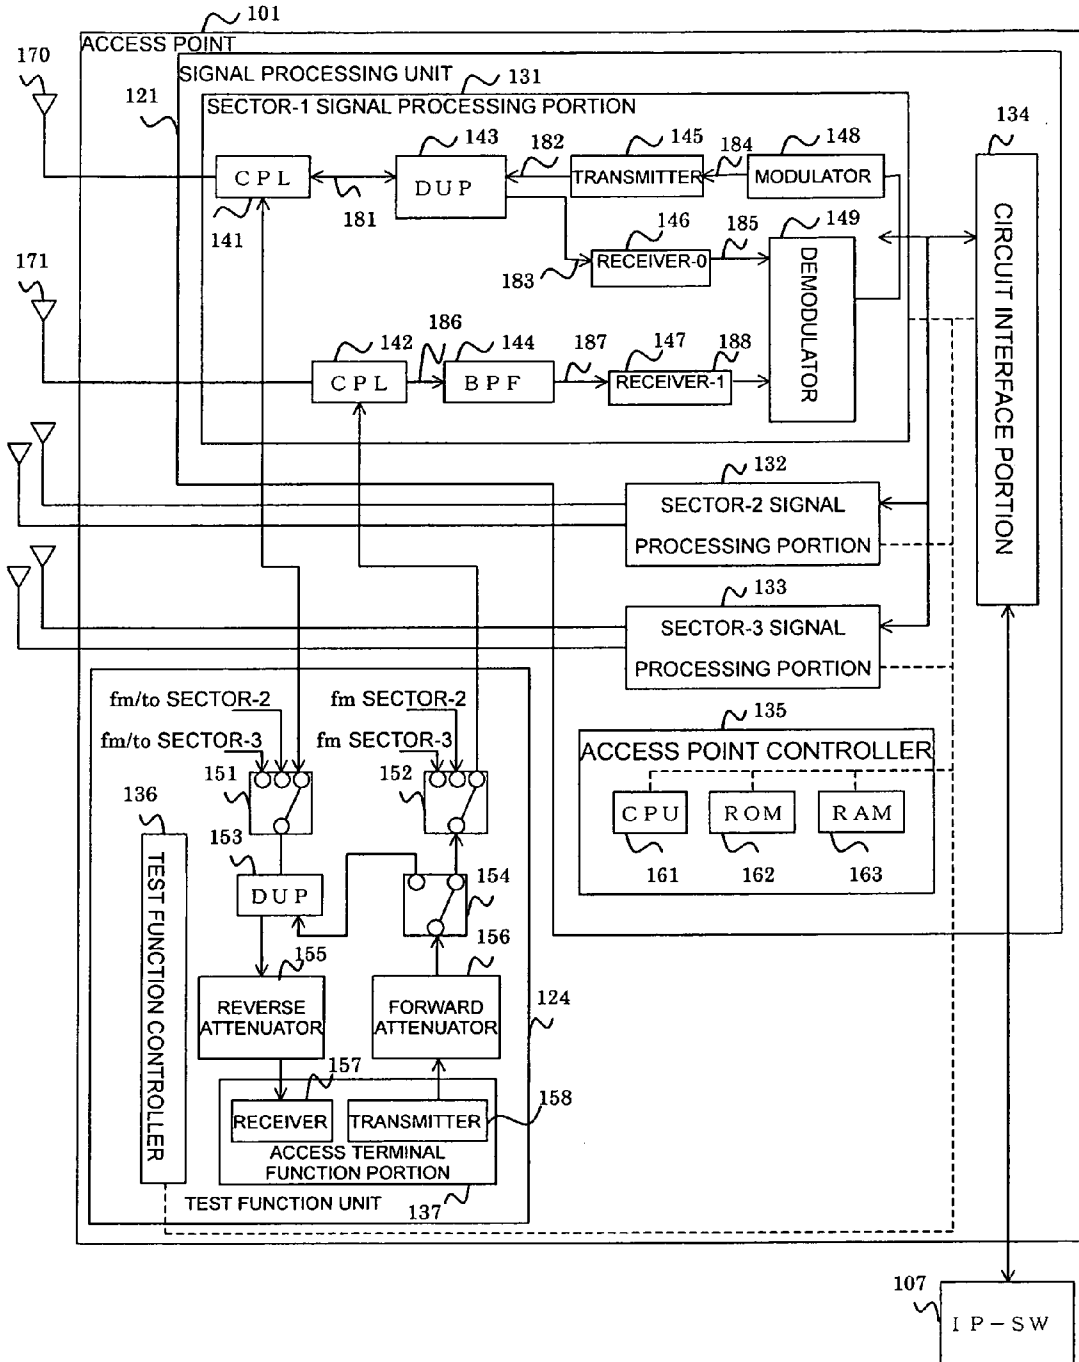 101
ACCESS POINT
170
SIGNAL PROCESSING UNIT
131
121
SECTOR-1 SIGNAL PROCESSING PORTION
134
143
182
145
184
148
CPL
DUP
TRANSMITTER
MODULATOR
141
181
146
185
149
171
183
RECEIVER-0
DEMODULATOR
CIRCUIT INTERFACE PORTION
142
186
144
187
147
188
CPL
BPF
RECEIVER-1
132
SECTOR-2 SIGNAL
PROCESSING PORTION
133
SECTOR-3 SIGNAL
PROCESSING PORTION
fm/to SECTOR-2
fm SECTOR-2
fm/to SECTOR-3
fm SECTOR-3
135
ACCESS POINT CONTROLLER
151
152
136
CPU
ROM
RAM
153
161
162
163
154
DUP
TEST FUNCTION CONTROLLER
155
156
REVERSE
ATTENUATOR
FORWARD
ATTENUATOR
124
157
158
RECEIVER
TRANSMITTER
ACCESS TERMINAL
FUNCTION PORTION
TEST FUNCTION UNIT
137
107
IP-SW